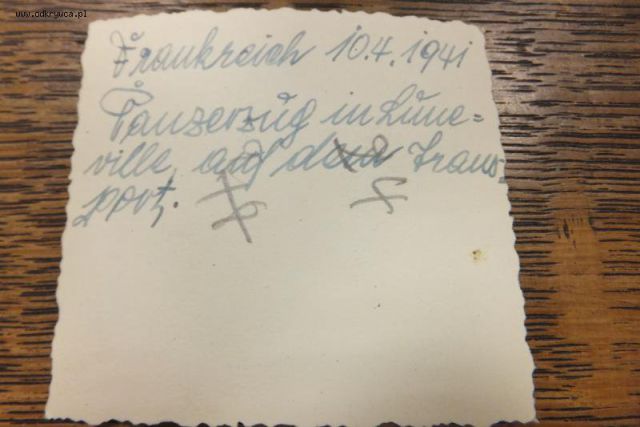 www.odkrywca.pl
Frankreich 10.4.1941
Panzerzug in Lune=
ville, auf dem Trans-
port.